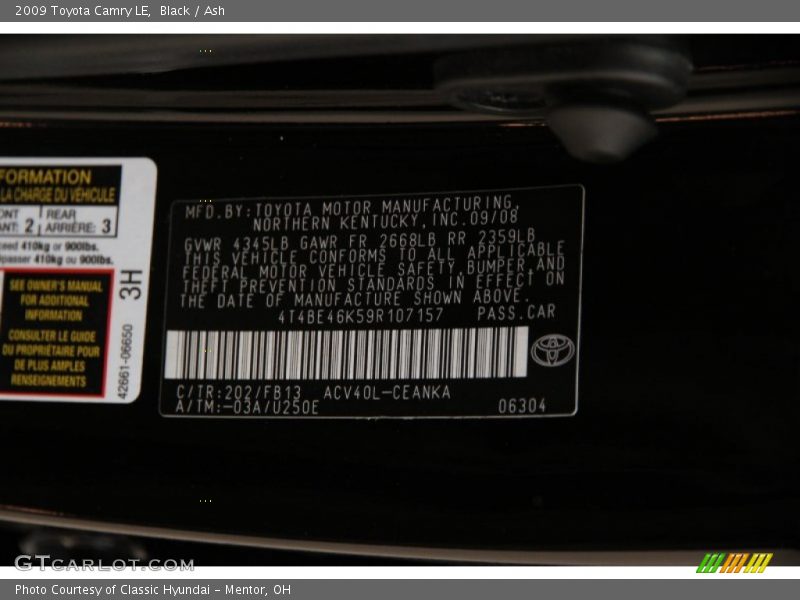 2009 Toyota Camry LE, Black / Ash
FORMATION
LA CHARGE DU VÉHICULE
ONT
ANT: 2
REAR
ARRIÈRE: 3
ceed 410kg or 900lbs.
passer 410kg ou 900lbs.
SEE OWNER'S MANUAL
FOR ADDITIONAL
INFORMATION
CONSULTER LE GUIDE
DU PROPRIÉTAIRE POUR
DE PLUS AMPLES
RENSEIGNEMENTS
3H
42661-06650
MFD.BY:TOYOTA MOTOR MANUFACTURING,
NORTHERN KENTUCKY,INC.09/08
GVWR 4345LB GAWR FR 2668LB RR 2359LB
THIS VEHICLE CONFORMS TO ALL APPLICABLE
FEDERAL MOTOR VEHICLE SAFETY,BUMPER,AND
THEFT PREVENTION STANDARDS IN EFFECT ON
THE DATE OF MANUFACTURE SHOWN ABOVE.
4T4BE46K59R107157 PASS.CAR
C/TR:202/FB13 ACV40L-CEANKA
A/TM:-03A/U250E 06304
GTCARLOT.COM
Photo Courtesy of Classic Hyundai - Mentor, OH